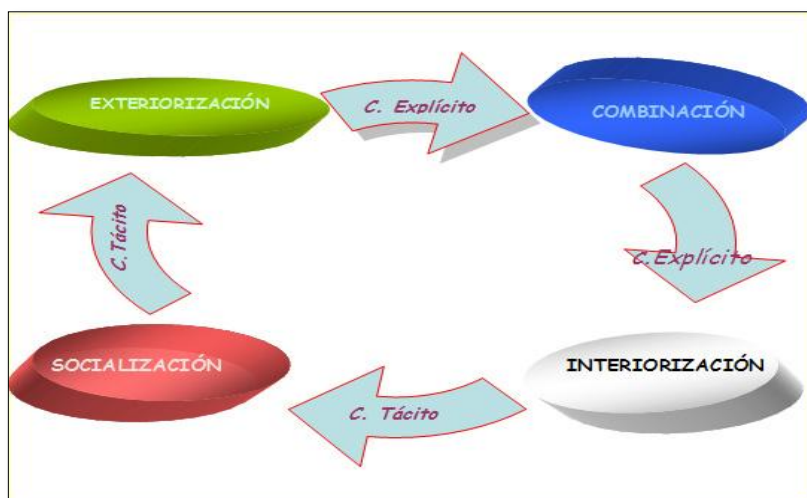 EXTERIORIZACIÓN
C. Explícito
COMBINACIÓN
C.Tácito
C.Explícito
SOCIALIZACIÓN
INTERIORIZACIÓN
C. Tácito